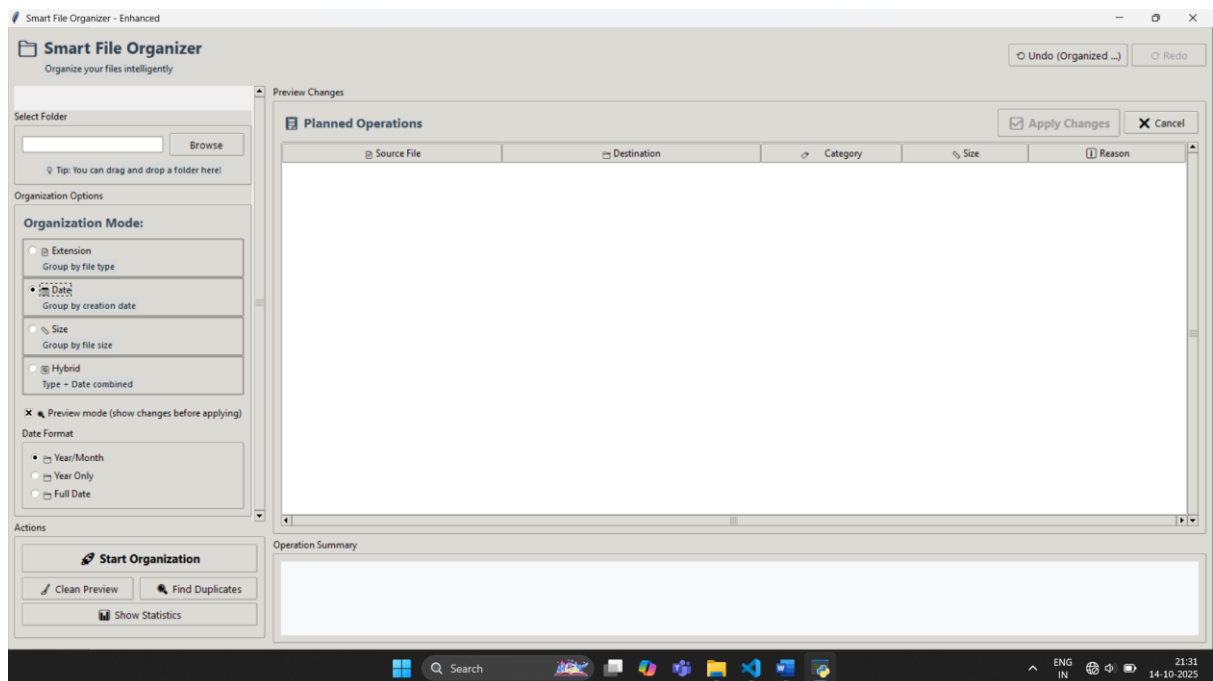 Smart File Organizer - Enhanced
Smart File Organizer
Organize your files intelligently
Undo (Organized ...)
Redo
Select Folder
Browse
Tip: You can drag and drop a folder here!
Organization Options
Organization Mode:
Extension
Group by file type
Date
Group by creation date
Size
Group by file size
Hybrid
Type + Date combined
Preview mode (show changes before applying)
Date Format
Year/Month
Year Only
Full Date
Actions
Start Organization
Clean Preview
Find Duplicates
Show Statistics
Preview Changes
Planned Operations
Apply Changes
Cancel
Source File
Destination
Category
Size
Reason
Operation Summary
Search
ENG
IN
21:31
14-10-2025